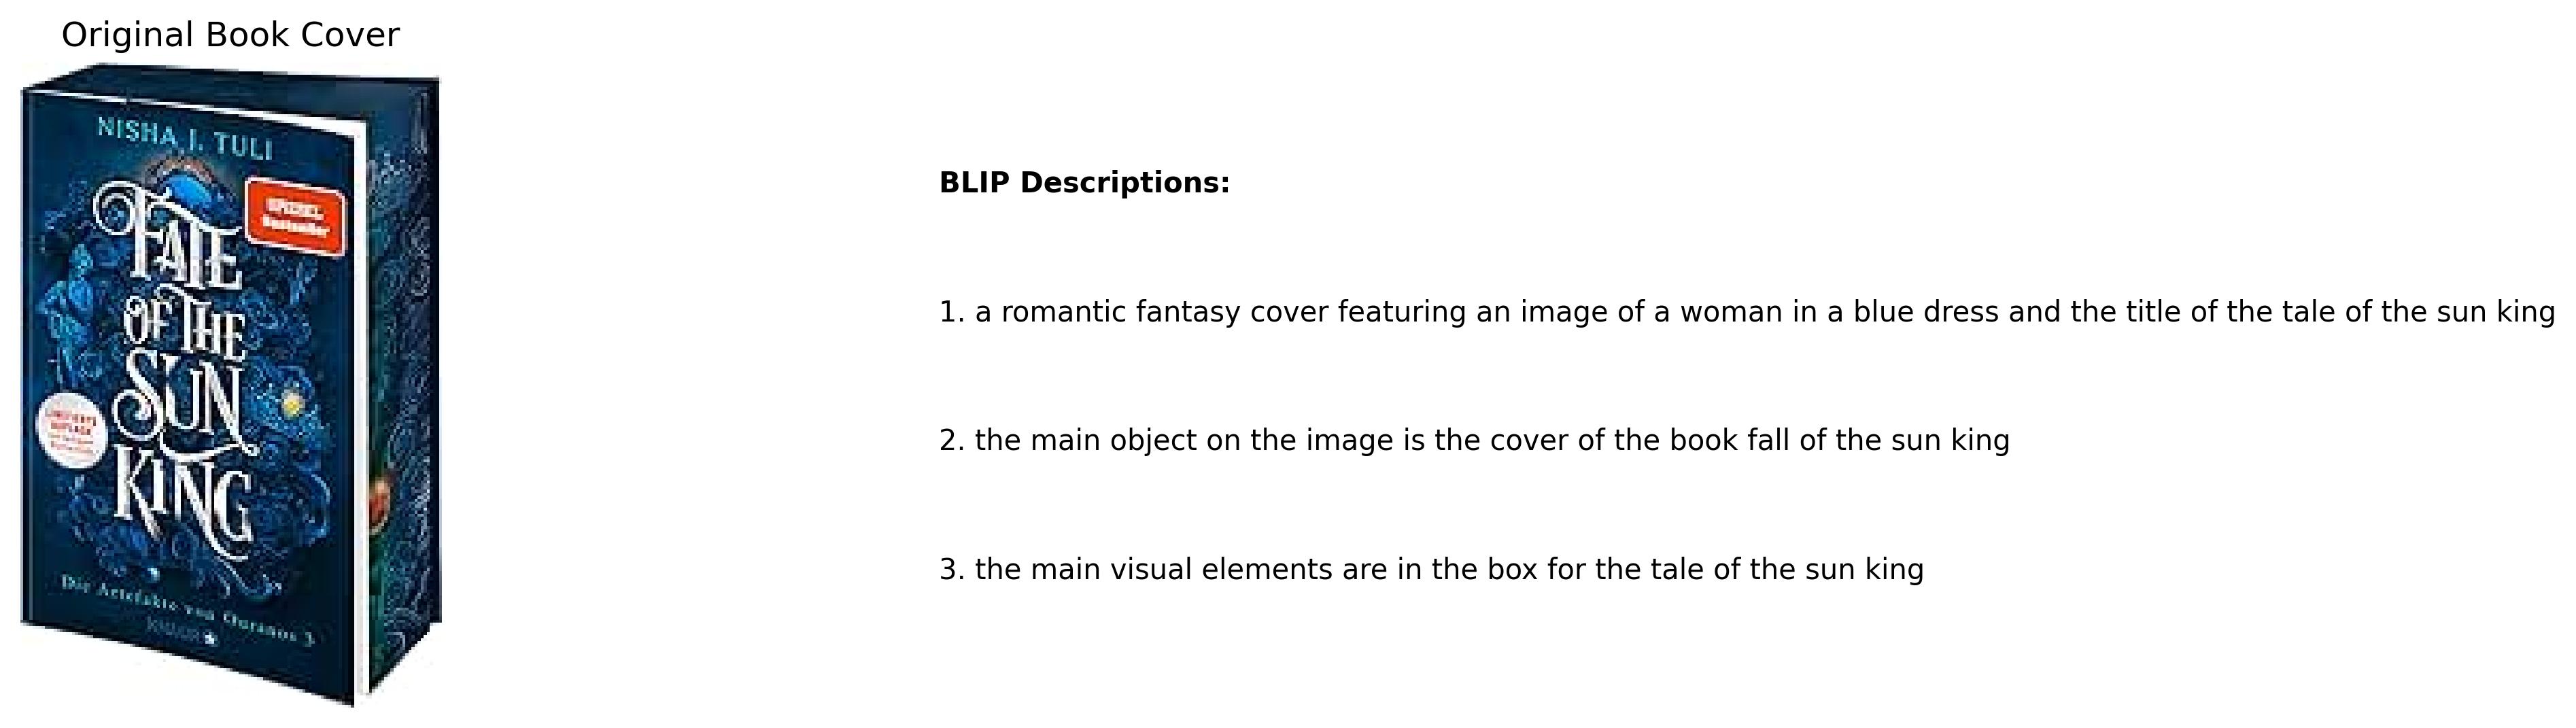 Original Book Cover
NISHA J. TULI
SPIEGEL
Bestseller
FATE
OF THE
SUN
KING
LIMITIERTE
AUFLAGE
Die Artefakte von Ouranos 3
BLIP Descriptions:
1. a romantic fantasy cover featuring an image of a woman in a blue dress and the title of the tale of the sun king
2. the main object on the image is the cover of the book fall of the sun king
3. the main visual elements are in the box for the tale of the sun king